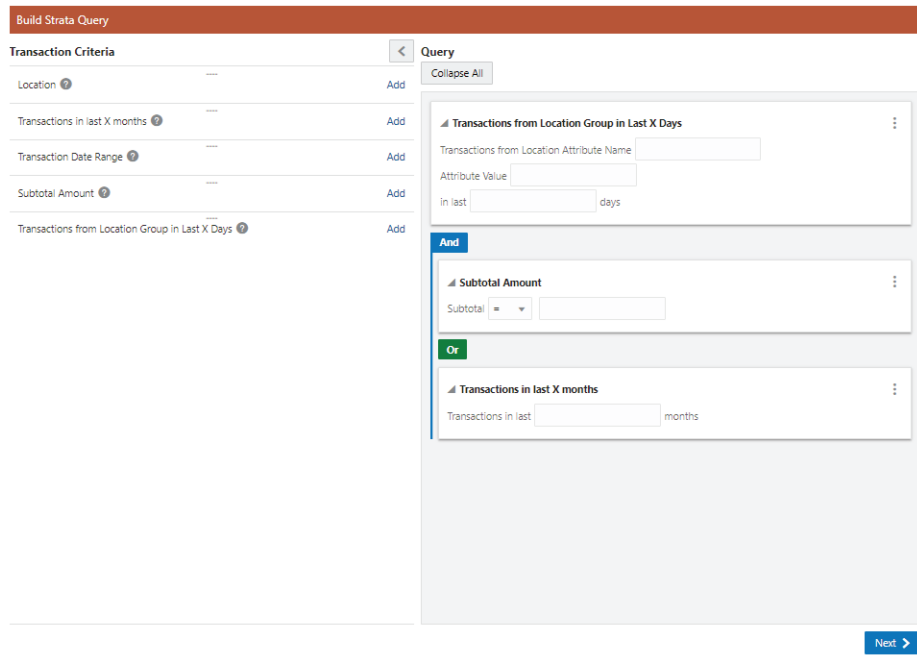 Build Strata Query
Transaction Criteria
Location ?
Add
Transactions in last X months ?
Add
Transaction Date Range ?
Add
Subtotal Amount ?
Add
Transactions from Location Group in Last X Days ?
Add
Query
Collapse All
Transactions from Location Group in Last X Days
Transactions from Location Attribute Name
Attribute Value
in last days
And
Subtotal Amount
Subtotal =
Or
Transactions in last X months
Transactions in last months
Next